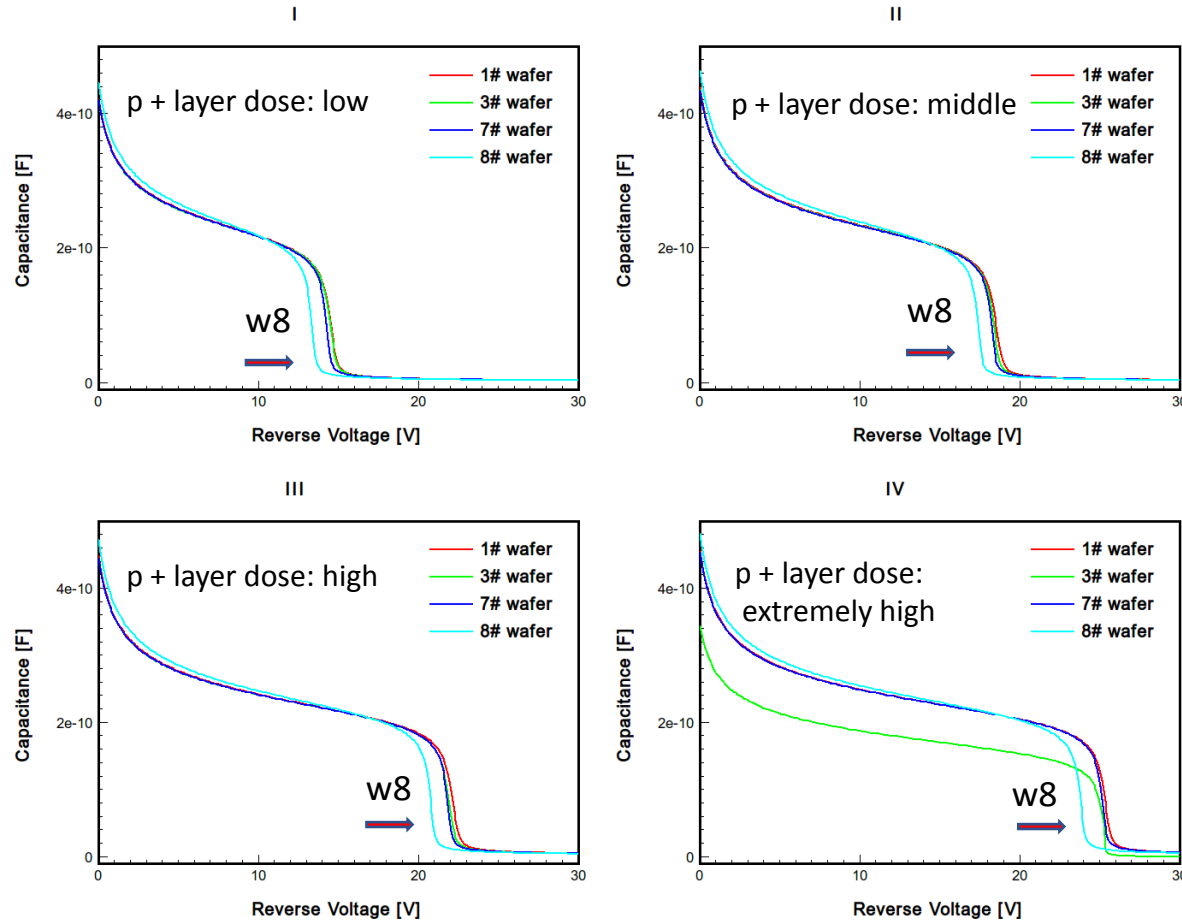 I
p + layer dose: low
1# wafer
3# wafer
7# wafer
8# wafer
w8
Capacitance [F]
4e-10
2e-10
0
0
10
20
30
Reverse Voltage [V]
II
p + layer dose: middle
1# wafer
3# wafer
7# wafer
8# wafer
w8
Capacitance [F]
4e-10
2e-10
0
0
10
20
30
Reverse Voltage [V]
III
p + layer dose: high
1# wafer
3# wafer
7# wafer
8# wafer
w8
Capacitance [F]
4e-10
2e-10
0
0
10
20
30
Reverse Voltage [V]
IV
p + layer dose:
extremely high
1# wafer
3# wafer
7# wafer
8# wafer
w8
Capacitance [F]
4e-10
2e-10
0
0
10
20
30
Reverse Voltage [V]